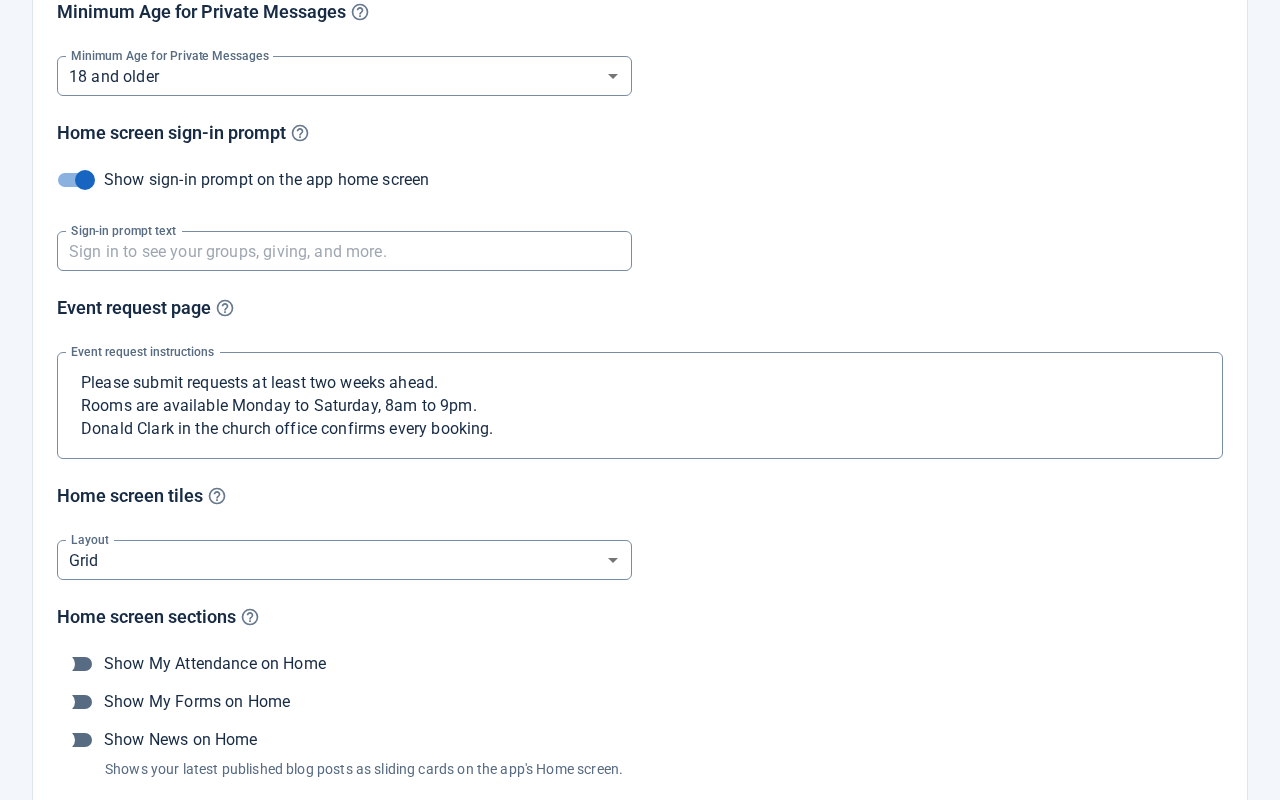 Minimum Age for Private Messages
Minimum Age for Private Messages
18 and older
Home screen sign-in prompt
Show sign-in prompt on the app home screen
Sign-in prompt text
Sign in to see your groups, giving, and more.
Event request page
Event request instructions
Please submit requests at least two weeks ahead.
Rooms are available Monday to Saturday, 8am to 9pm.
Donald Clark in the church office confirms every booking.
Home screen tiles
Layout
Grid
Home screen sections
Show My Attendance on Home
Show My Forms on Home
Show News on Home
Shows your latest published blog posts as sliding cards on the app's Home screen.